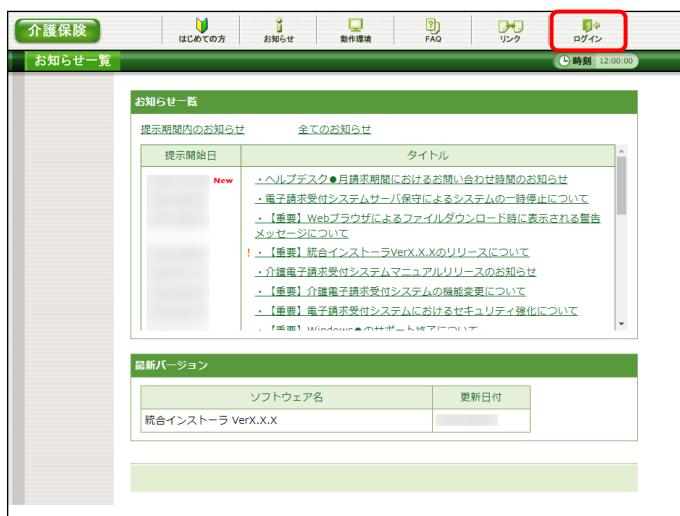 介護保険
はじめての方
お知らせ
動作環境
FAQ
リンク
ログイン
お知らせ一覧
時刻 12:00:00
お知らせ一覧
提示期間内のお知らせ 全てのお知らせ
提示開始日 タイトル
New ・ヘルプデスク●月請求期間におけるお問い合わせ時間のお知らせ
・電子請求受付システムサーバ保守によるシステムの一時停止について
・【重要】Webブラウザによるファイルダウンロード時に表示される警告
メッセージについて
! ・【重要】統合インストーラVerX.X.Xのリリースについて
・介護電子請求受付システムマニュアルリリースのお知らせ
・【重要】介護電子請求受付システムの機能変更について
・【重要】電子請求受付システムにおけるセキュリティ強化について
・【重要】Windows●のサポート終了について
最新バージョン
ソフトウェア名 更新日付
統合インストーラ VerX.X.X